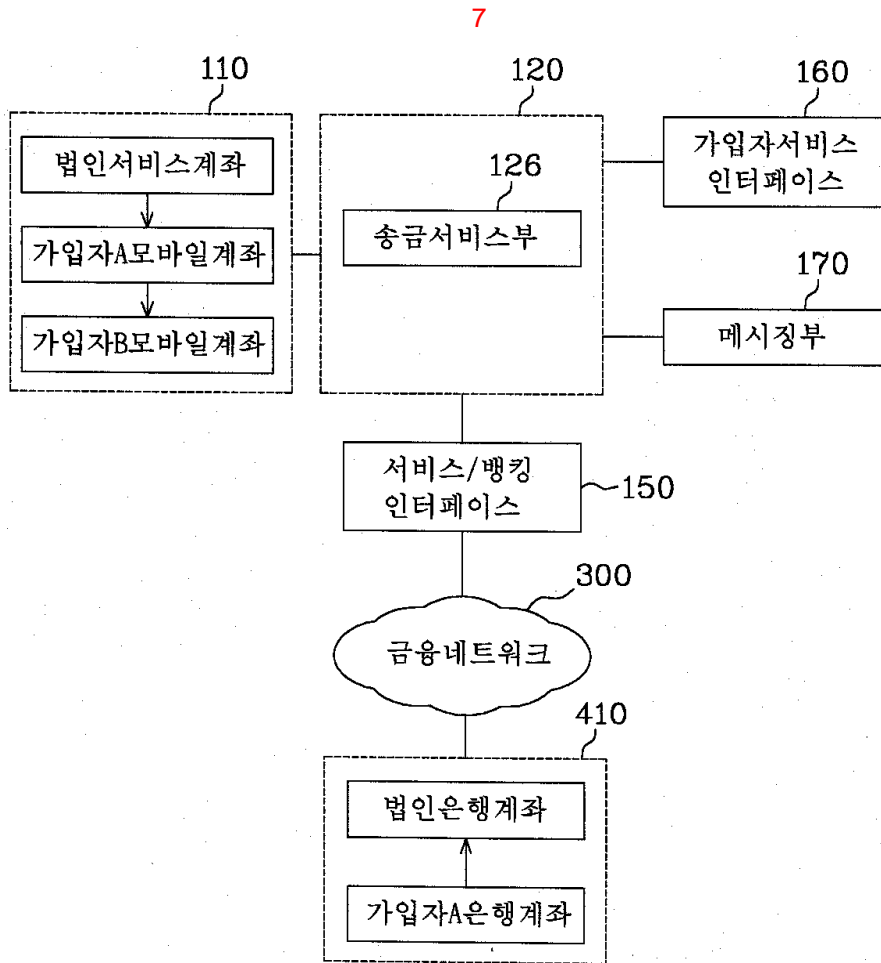 7
110
120
160
법인서비스계좌
가입자A모바일계좌
가입자B모바일계좌
126
송금서비스부
가입자서비스
인터페이스
170
메시징부
서비스/뱅킹
인터페이스
150
300
금융네트워크
410
법인은행계좌
가입자A은행계좌